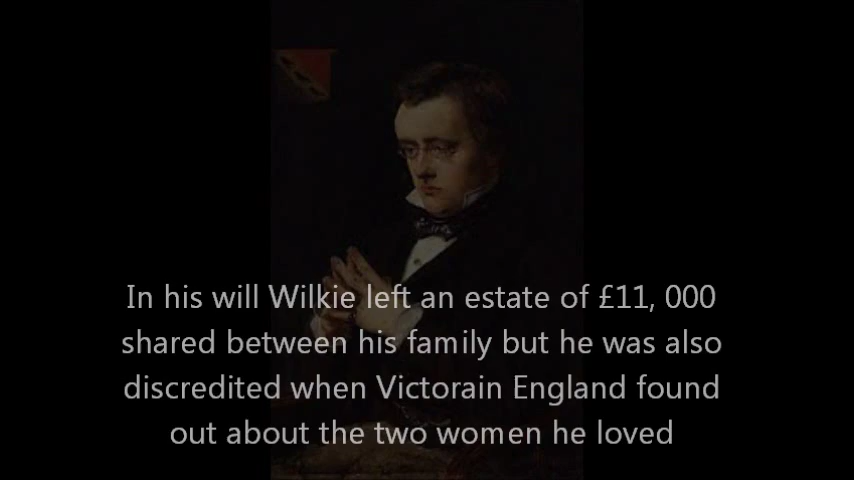 In his will Wilkie left an estate of £11, 000
shared between his family but he was also
discredited when Victorain England found
out about the two women he loved